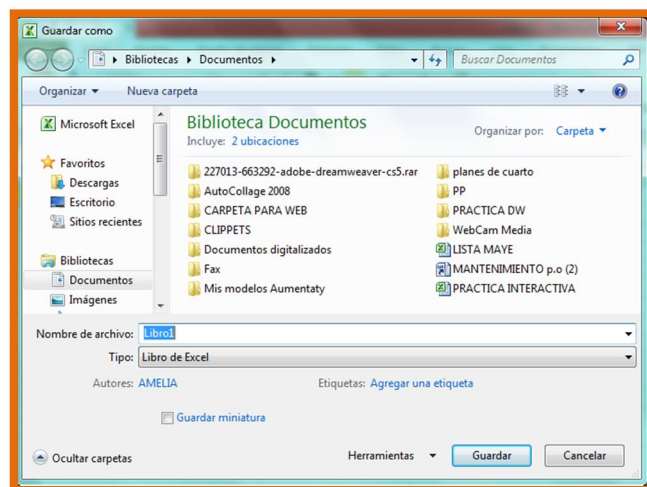 Guardar como
Bibliotecas ▸ Documentos ▸
Buscar Documentos
Organizar
Nueva carpeta
Microsoft Excel
Favoritos
Descargas
Escritorio
Sitios recientes
Bibliotecas
Documentos
Imágenes
Biblioteca Documentos
Incluye: 2 ubicaciones
Organizar por: Carpeta
227013-663292-adobe-dreamweaver-cs5.rar
AutoCollage 2008
CARPETA PARA WEB
CLIPPETS
Documentos digitalizados
Fax
Mis modelos Aumentaty
planes de cuarto
PP
PRACTICA DW
WebCam Media
LISTA MAYE
MANTENIMIENTO p.o (2)
PRACTICA INTERACTIVA
Nombre de archivo: Libro1
Tipo: Libro de Excel
Autores: AMELIA
Etiquetas: Agregar una etiqueta
Guardar miniatura
Ocultar carpetas
Herramientas
Guardar
Cancelar